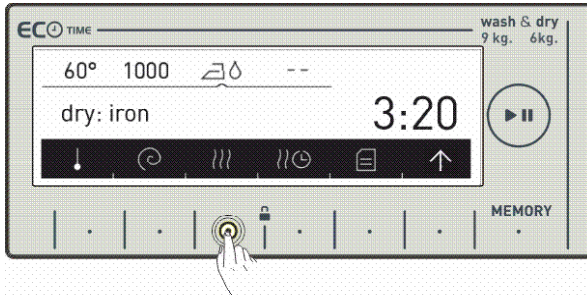 ECO TIME
wash & dry
9 kg. 6kg.
60° 1000 --
dry: iron
3:20
MEMORY